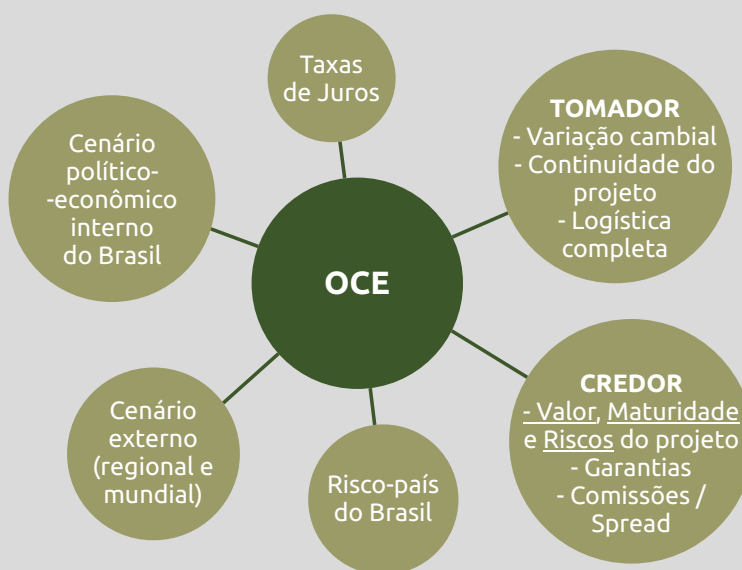 Taxas
de Juros
TOMADOR
- Variação cambial
- Continuidade do
projeto
- Logística
completa
Cenário
político-
-econômico
interno
do Brasil
OCE
CREDOR
- Valor, Maturidade
e Riscos do projeto
- Garantias
- Comissões /
Spread
Cenário
externo
(regional e
mundial)
Risco-país
do Brasil